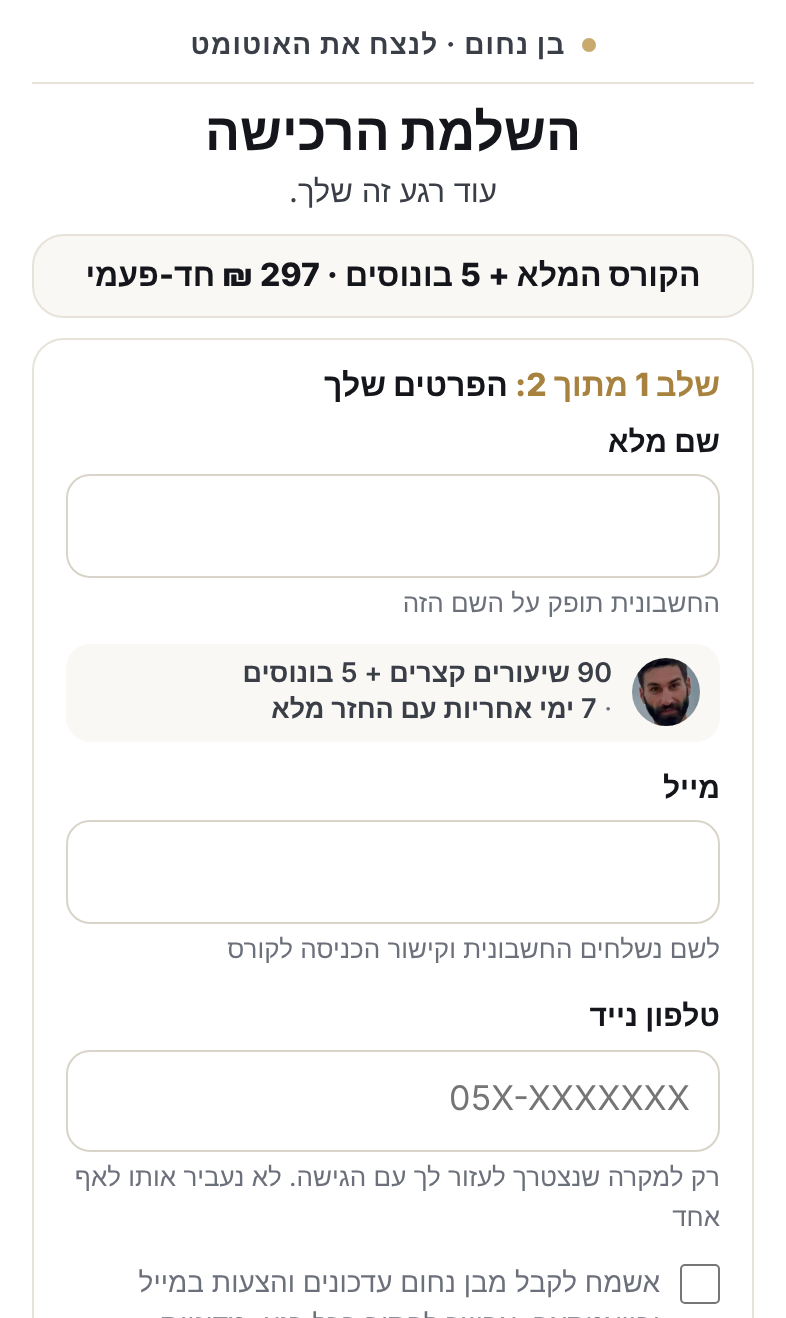 בן נחום · לנצח את האוטומט
השלמת הרכישה
עוד רגע זה שלך.
הקורס המלא + 5 בונוסים · 297 ₪ חד-פעמי
שלב 1 מתוך 2: הפרטים שלך
שם מלא
החשבונית תופק על השם הזה
90 שיעורים קצרים + 5 בונוסים
· 7 ימי אחריות עם החזר מלא
מייל
לשם נשלחים החשבונית וקישור הכניסה לקורס
טלפון נייד
05X-XXXXXXX
רק למקרה שנצטרך לעזור לך עם הגישה. לא נעביר אותו לאף
אחד
אשמח לקבל מבן נחום עדכונים והצעות במייל